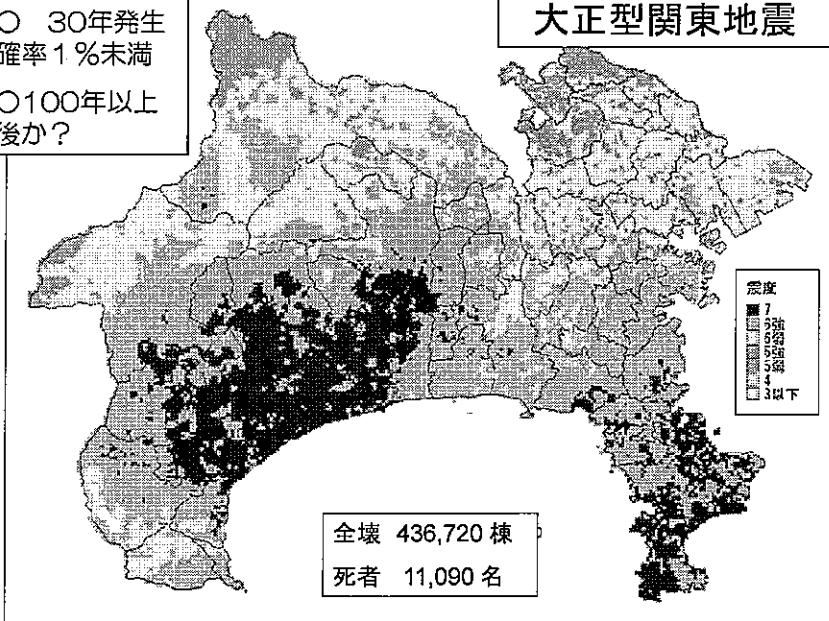 ○ 30年発生
確率1%未満
○100年以上
後か？
大正型関東地震
震度
7
6強
6弱
5強
5弱
4
3以下
全壊 436,720 棟
死者 11,090 名